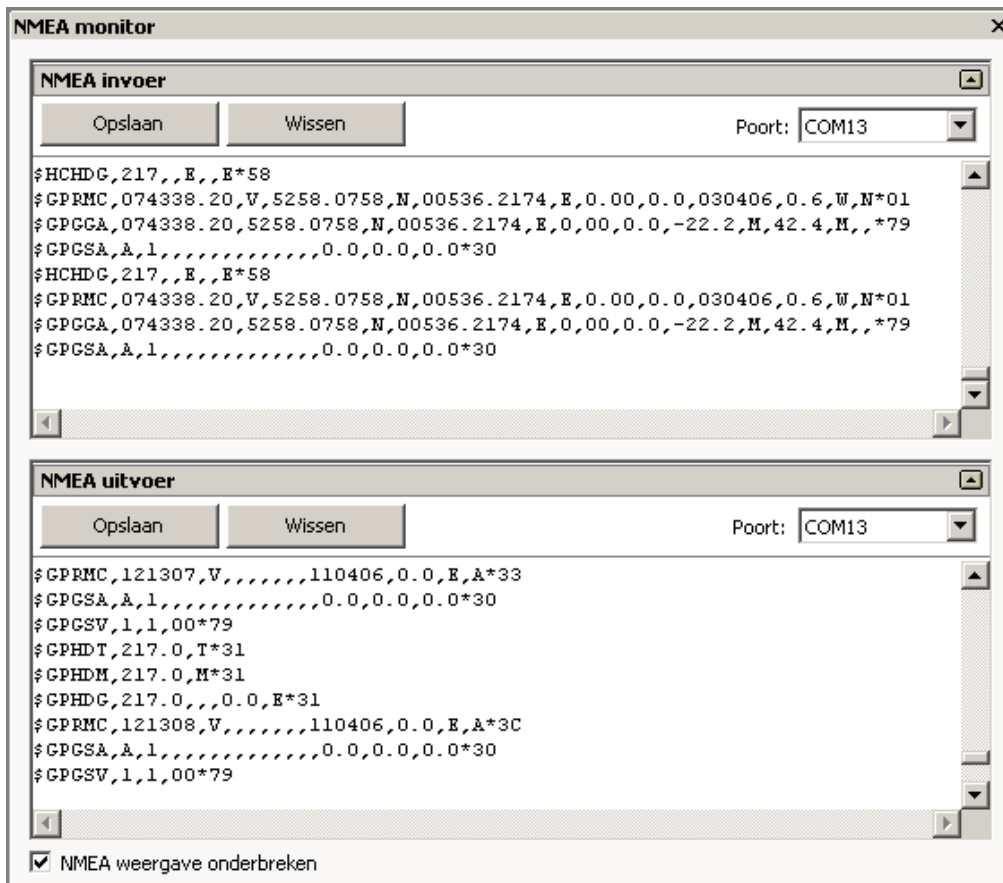 NMEA monitor
NMEA invoer
Opslaan Wissen Poort: COM13
$HCHDG,217,,E,,E*58
$GPRMC,074338.20,V,5258.0758,N,00536.2174,E,0.00,0.0,030406,0.6,W,N*01
$GPGGA,074338.20,5258.0758,N,00536.2174,E,0,00,0.0,-22.2,M,42.4,M,,*79
$GPGSA,A,1,,,,,,,,,,,,,0.0,0.0,0.0*30
$HCHDG,217,,E,,E*58
$GPRMC,074338.20,V,5258.0758,N,00536.2174,E,0.00,0.0,030406,0.6,W,N*01
$GPGGA,074338.20,5258.0758,N,00536.2174,E,0,00,0.0,-22.2,M,42.4,M,,*79
$GPGSA,A,1,,,,,,,,,,,,,0.0,0.0,0.0*30
NMEA uitvoer
Opslaan Wissen Poort: COM13
$GPRMC,121307,V,,,,,,,110406,0.0,E,A*33
$GPGSA,A,1,,,,,,,,,,,,,0.0,0.0,0.0*30
$GPGSV,1,1,00*79
$GPHDT,217.0,T*31
$GPHDM,217.0,M*31
$GPHDG,217.0,,,0.0,E*31
$GPRMC,121308,V,,,,,,,110406,0.0,E,A*3C
$GPGSA,A,1,,,,,,,,,,,,,0.0,0.0,0.0*30
$GPGSV,1,1,00*79
NMEA weergave onderbreken